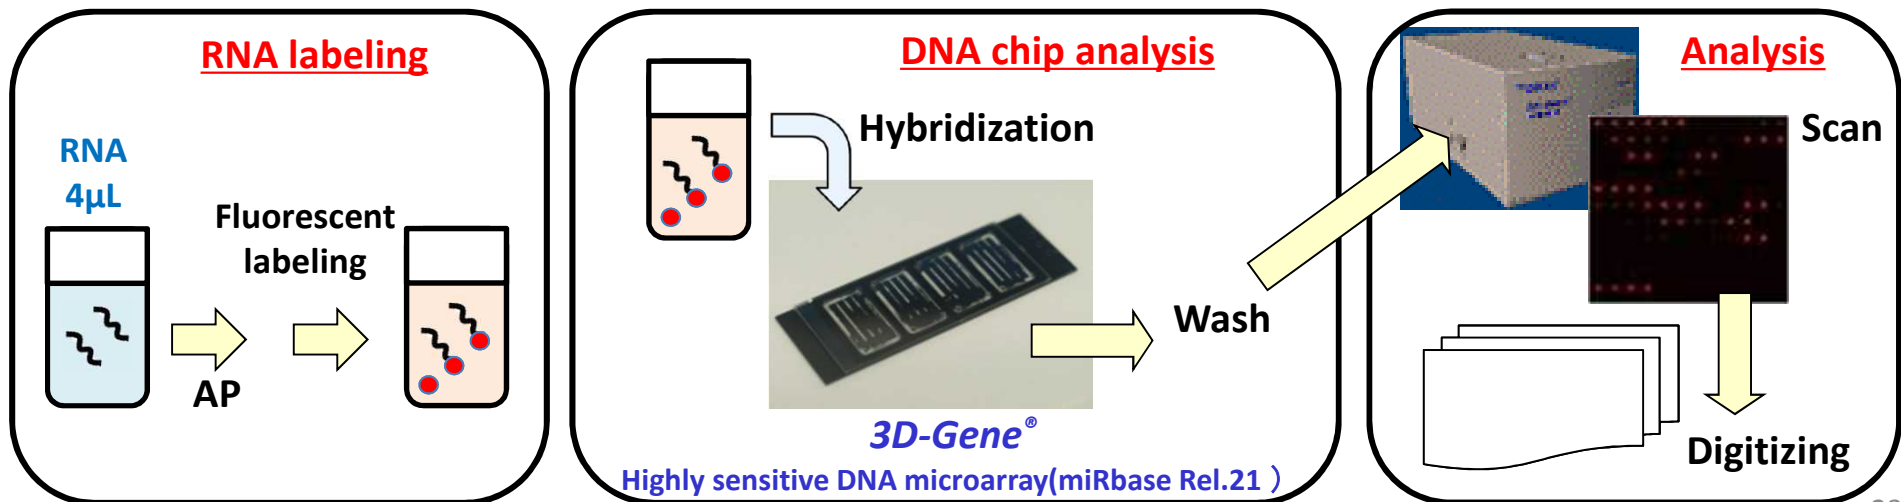 RNA labeling
RNA
4µL
Fluorescent
labeling
AP
DNA chip analysis
Hybridization
Wash
3D-Gene®
Highly sensitive DNA microarray(miRbase Rel.21 ）
Analysis
Scan
Digitizing